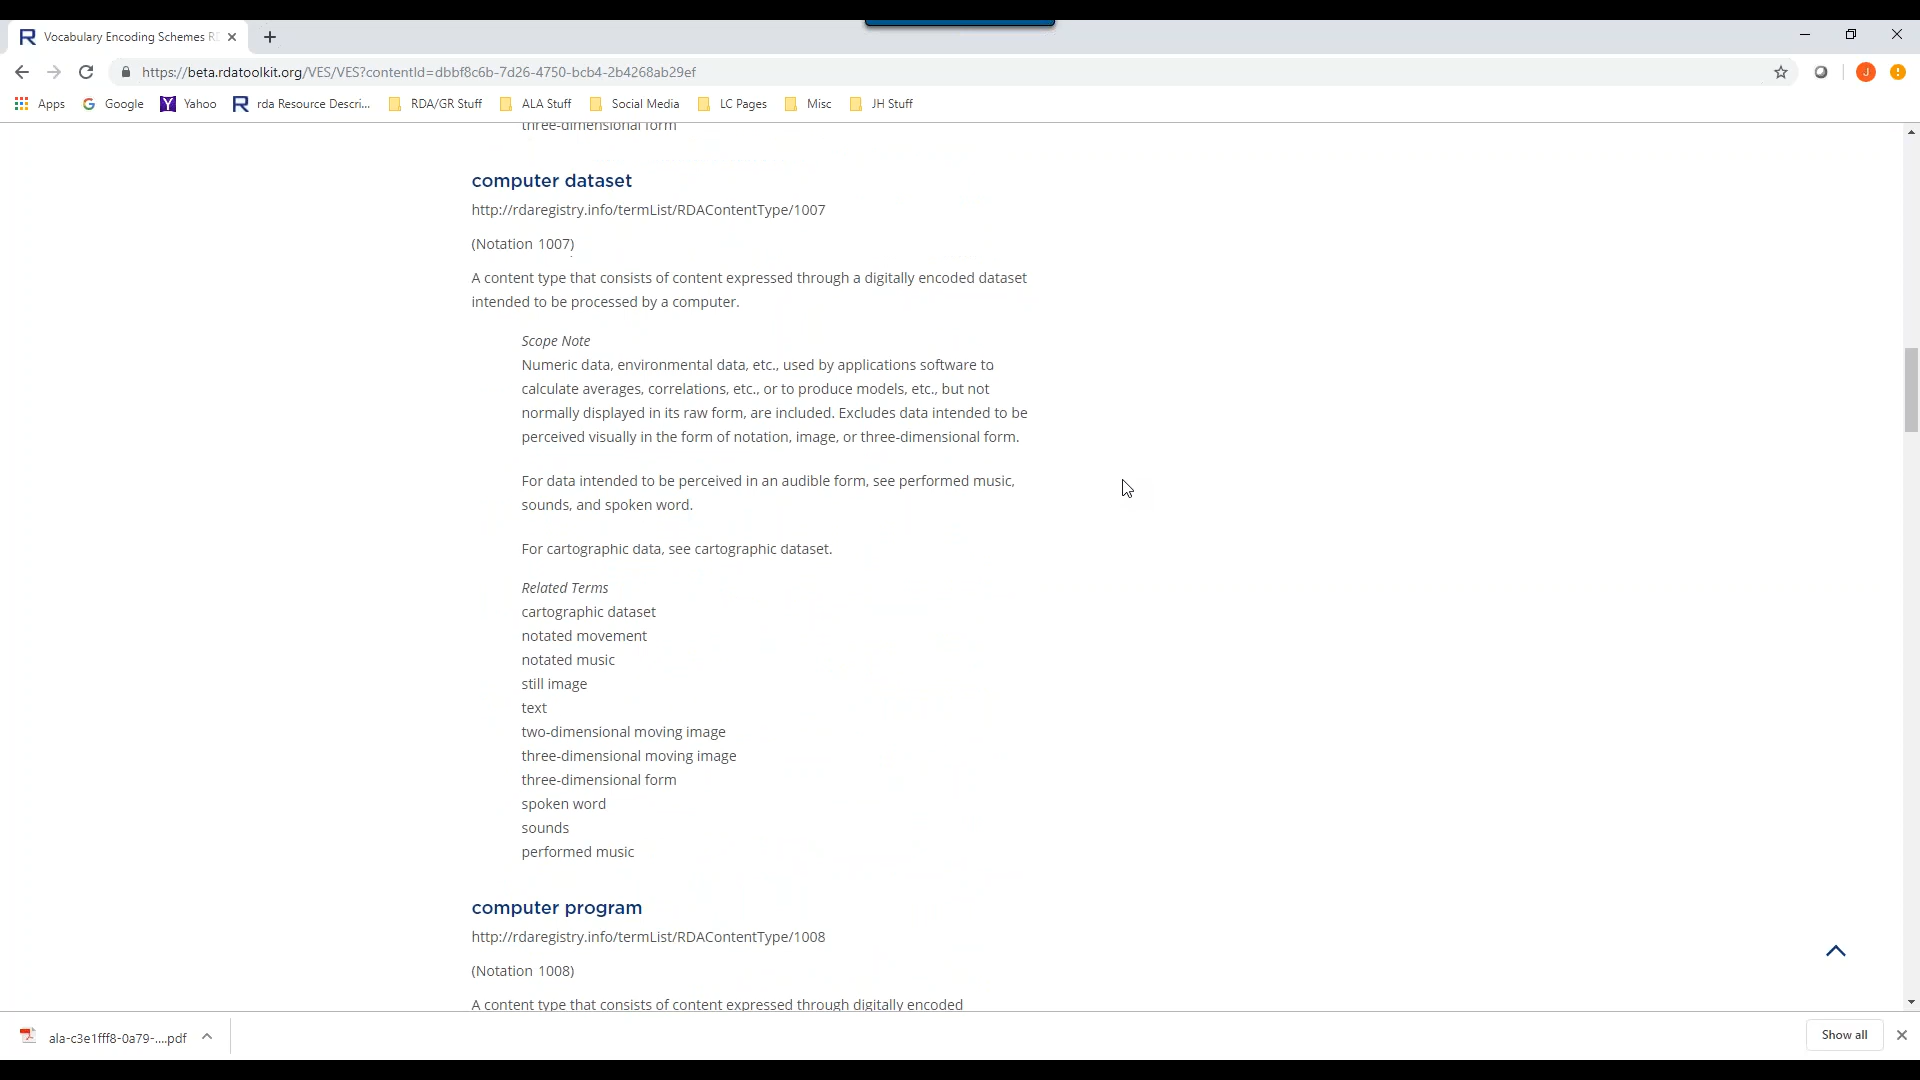 Vocabulary Encoding Schemes R
https://beta.rdatoolkit.org/VES/VES?contentId=dbbf8c6b-7d26-4750-bcb4-2b4268ab29ef
J
Apps Google Yahoo rda Resource Descri... RDA/GR Stuff ALA Stuff Social Media LC Pages Misc JH Stuff
three-dimensional form
computer dataset
http://rdaregistry.info/termList/RDAContentType/1007
(Notation 1007)
A content type that consists of content expressed through a digitally encoded dataset
intended to be processed by a computer.
Scope Note
Numeric data, environmental data, etc., used by applications software to
calculate averages, correlations, etc., or to produce models, etc., but not
normally displayed in its raw form, are included. Excludes data intended to be
perceived visually in the form of notation, image, or three-dimensional form.
For data intended to be perceived in an audible form, see performed music,
sounds, and spoken word.
For cartographic data, see cartographic dataset.
Related Terms
cartographic dataset
notated movement
notated music
still image
text
two-dimensional moving image
three-dimensional moving image
three-dimensional form
spoken word
sounds
performed music
computer program
http://rdaregistry.info/termList/RDAContentType/1008
(Notation 1008)
A content type that consists of content expressed through digitally encoded
ala-c3e1fff8-0a79-....pdf
Show all